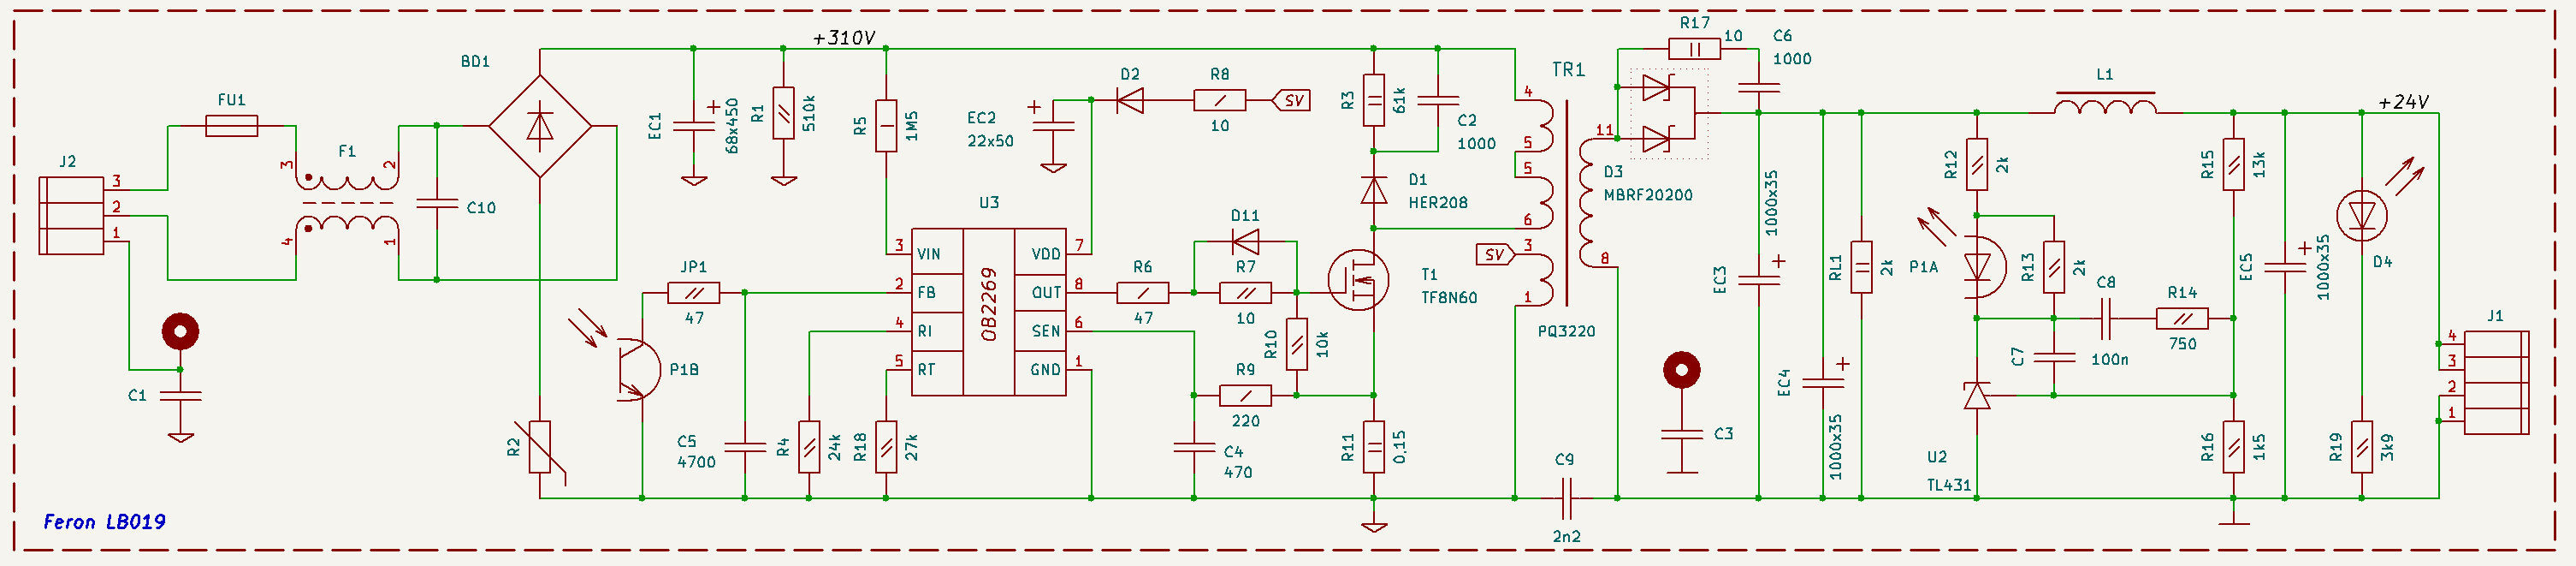 J2
3
2
1
FU1
F1
3
2
4
1
C10
C1
Feron LB019
BD1
R2
+310V
EC1
68x450
R1
510k
R5
1M5
EC2
22x50
D2
R8
10
SV
U3
OB2269
3
VIN
2
FB
4
RI
5
RT
VDD
7
OUT
8
SEN
6
GND
1
JP1
47
P1B
C5
4700
R4
24k
R18
27k
R6
47
D11
R7
10
R10
10k
R9
220
C4
470
R3
61k
C2
1000
D1
HER208
T1
TF8N60
R11
0,15
TR1
4
5
5
6
3
1
SV
11
8
PQ3220
C9
2n2
R17
10
C6
1000
D3
MBRF20200
C3
EC3
1000x35
EC4
1000x35
RL1
2k
R12
2k
P1A
R13
2k
C8
100n
C7
R14
750
U2
TL431
L1
R15
13k
R16
1k5
EC5
1000x35
+24V
D4
R19
3k9
J1
4
3
2
1